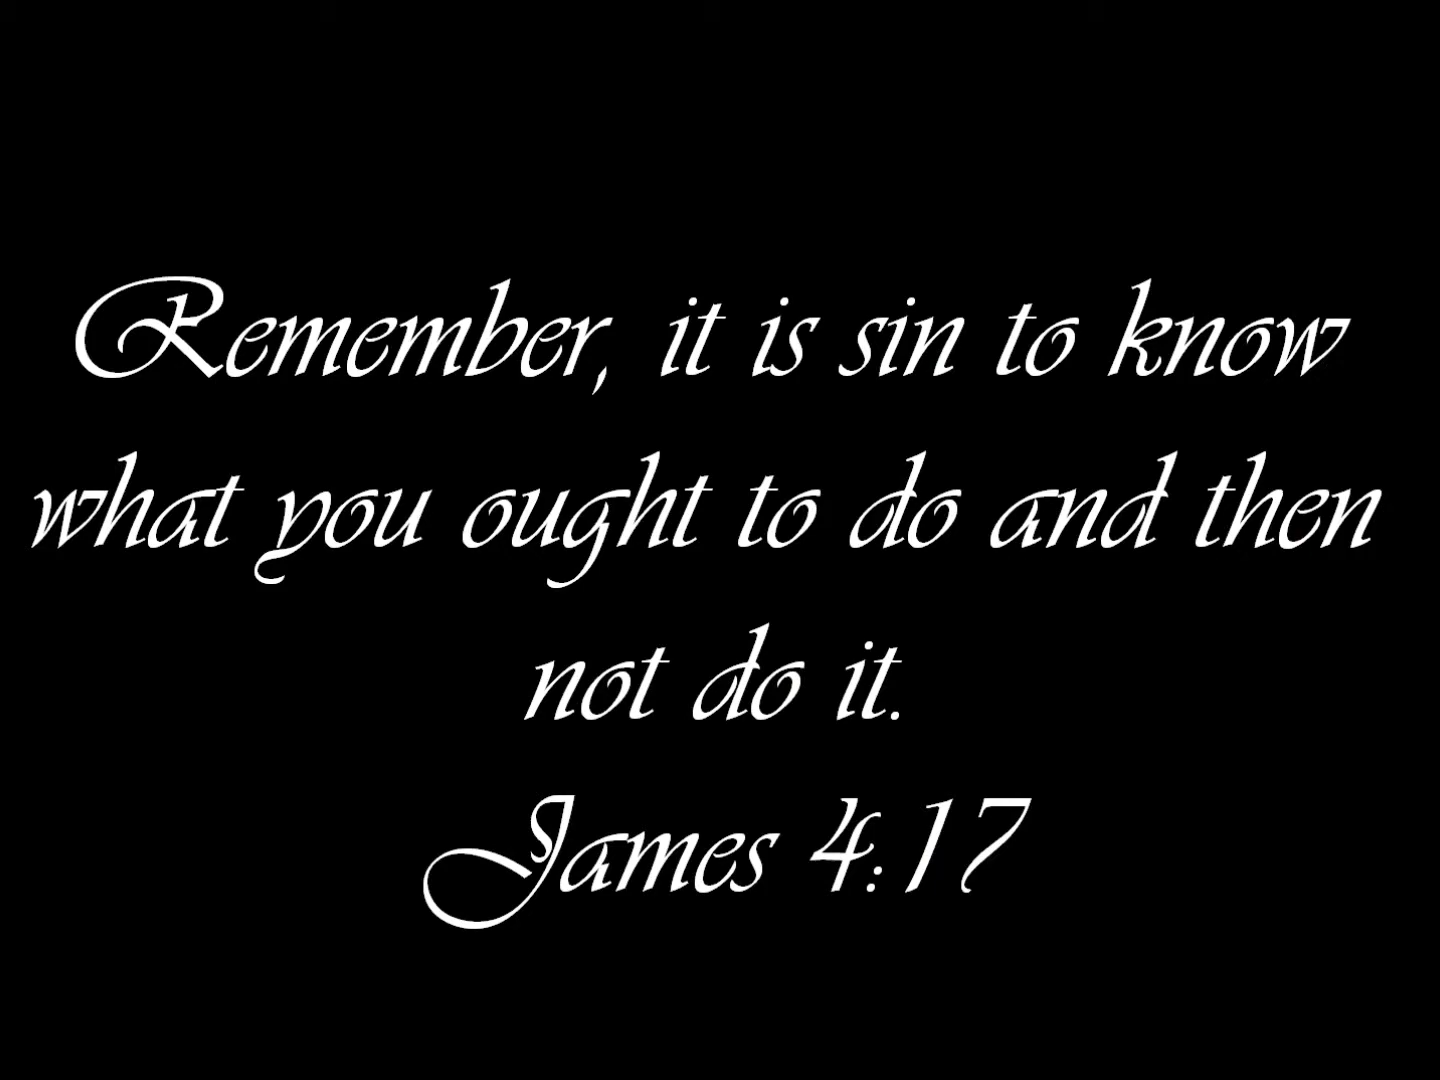 Remember, it is sin to know
what you ought to do and then
not do it.
James 4:17